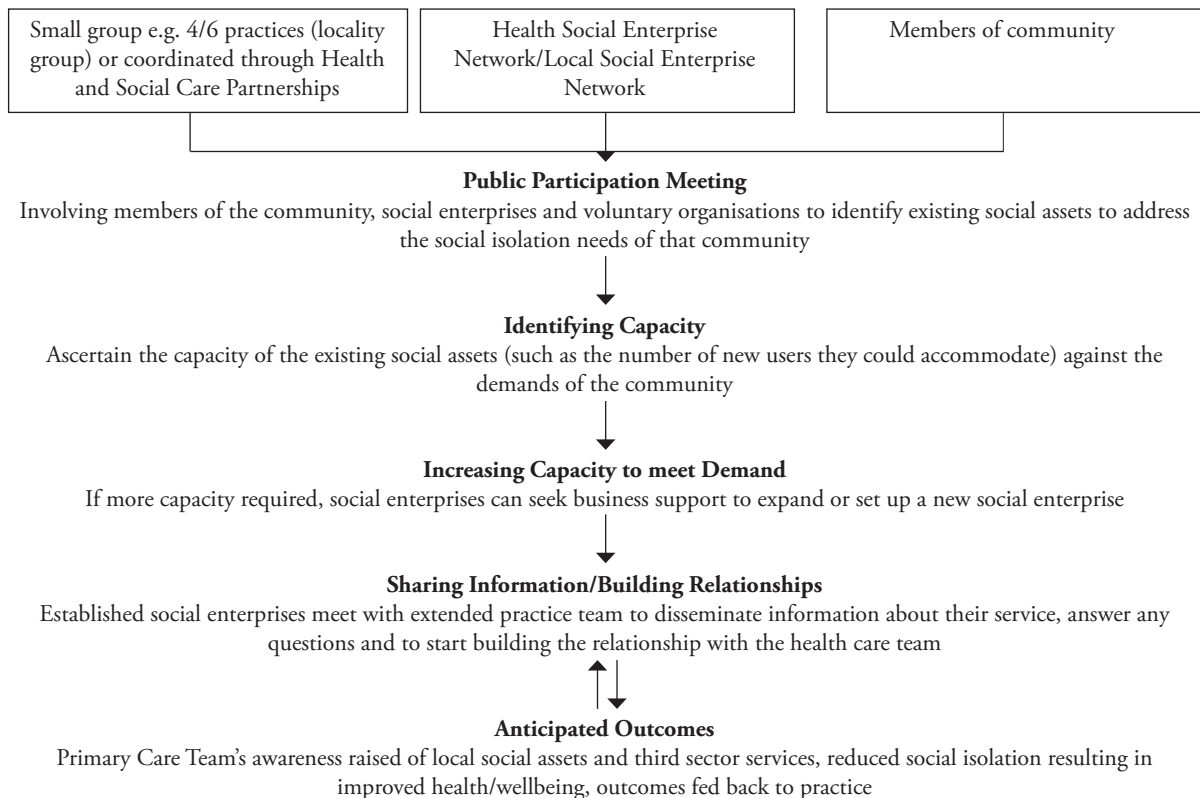 Small group e.g. 4/6 practices (locality
group) or coordinated through Health
and Social Care Partnerships
Health Social Enterprise
Network/Local Social Enterprise
Network
Members of community
Public Participation Meeting
Involving members of the community, social enterprises and voluntary organisations to identify existing social assets to address
the social isolation needs of that community
Identifying Capacity
Ascertain the capacity of the existing social assets (such as the number of new users they could accommodate) against the
demands of the community
Increasing Capacity to meet Demand
If more capacity required, social enterprises can seek business support to expand or set up a new social enterprise
Sharing Information/Building Relationships
Established social enterprises meet with extended practice team to disseminate information about their service, answer any
questions and to start building the relationship with the health care team
Anticipated Outcomes
Primary Care Team's awareness raised of local social assets and third sector services, reduced social isolation resulting in
improved health/wellbeing, outcomes fed back to practice